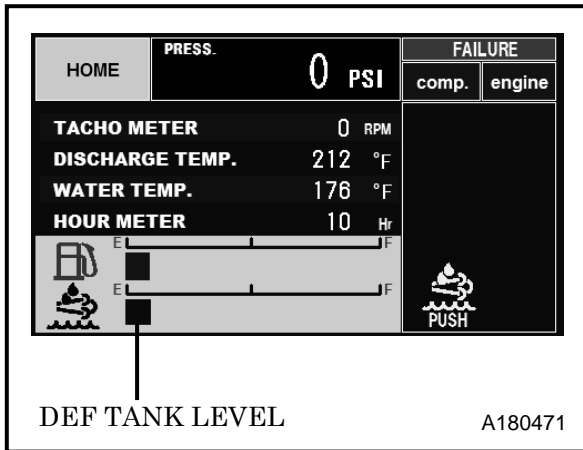 HOME
PRESS.
0 PSI
FAILURE
comp. engine
TACHO METER 0 RPM
DISCHARGE TEMP. 212 °F
WATER TEMP. 176 °F
HOUR METER 10 Hr
E F
E F
PUSH
DEF TANK LEVEL
A180471